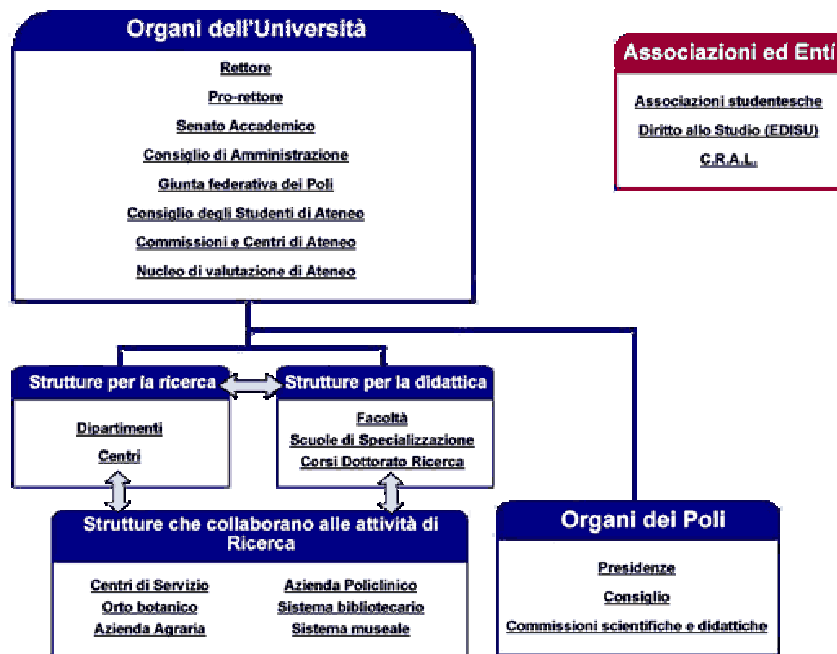 Organi dell'Università
Rettore
Pro-rettore
Senato Accademico
Consiglio di Amministrazione
Giunta federativa dei Poli
Consiglio degli Studenti di Ateneo
Commissioni e Centri di Ateneo
Nucleo di valutazione di Ateneo
Associazioni ed Enti
Associazioni studentesche
Diritto allo Studio (EDISU)
C.R.A.L.
Strutture per la ricerca
Dipartimenti
Centri
Strutture per la didattica
Facoltà
Scuole di Specializzazione
Corsi Dottorato Ricerca
Strutture che collaborano alle attività di
Ricerca
Centri di Servizio
Orto botanico
Azienda Agraria
Azienda Policlinico
Sistema bibliotecario
Sistema museale
Organi dei Poli
Presidenze
Consiglio
Commissioni scientifiche e didattiche